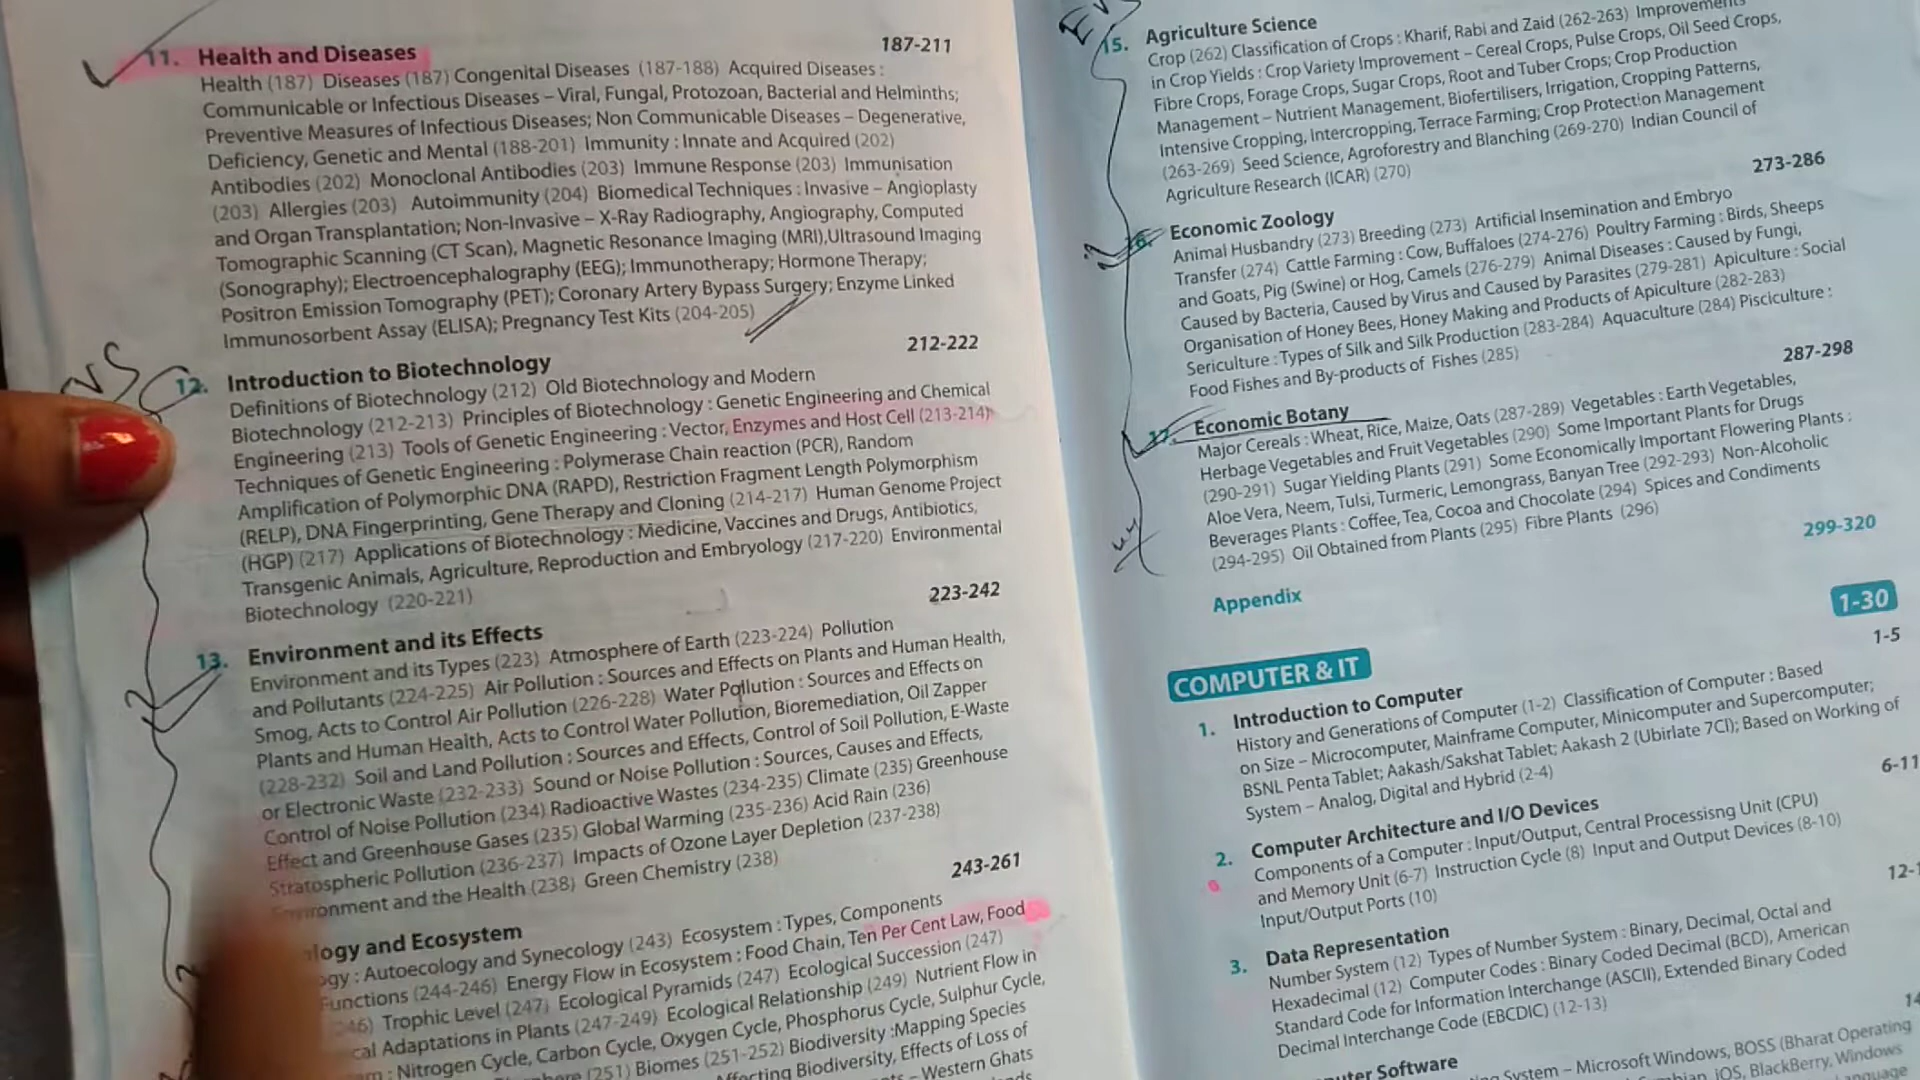 11. Health and Diseases 187-211
Health (187) Diseases (187) Congenital Diseases (187-188) Acquired Diseases :
Communicable or Infectious Diseases – Viral, Fungal, Protozoan, Bacterial and Helminths;
Preventive Measures of Infectious Diseases; Non Communicable Diseases – Degenerative,
Deficiency, Genetic and Mental (188-201) Immunity : Innate and Acquired (202)
Antibodies (202) Monoclonal Antibodies (203) Immune Response (203) Immunisation
(203) Allergies (203) Autoimmunity (204) Biomedical Techniques : Invasive – Angioplasty
and Organ Transplantation; Non-Invasive – X-Ray Radiography, Angiography, Computed
Tomographic Scanning (CT Scan), Magnetic Resonance Imaging (MRI),Ultrasound Imaging
(Sonography); Electroencephalography (EEG); Immunotherapy; Hormone Therapy;
Positron Emission Tomography (PET); Coronary Artery Bypass Surgery; Enzyme Linked
Immunosorbent Assay (ELISA); Pregnancy Test Kits (204-205)
NS
12. Introduction to Biotechnology 212-222
Definitions of Biotechnology (212) Old Biotechnology and Modern
Biotechnology (212-213) Principles of Biotechnology : Genetic Engineering and Chemical
Engineering (213) Tools of Genetic Engineering : Vector, Enzymes and Host Cell (213-214)
Techniques of Genetic Engineering : Polymerase Chain reaction (PCR), Random
Amplification of Polymorphic DNA (RAPD), Restriction Fragment Length Polymorphism
(RELP), DNA Fingerprinting, Gene Therapy and Cloning (214-217) Human Genome Project
(HGP) (217) Applications of Biotechnology : Medicine, Vaccines and Drugs, Antibiotics,
Transgenic Animals, Agriculture, Reproduction and Embryology (217-220) Environmental
Biotechnology (220-221)
13. Environment and its Effects 223-242
Environment and its Types (223) Atmosphere of Earth (223-224) Pollution
and Pollutants (224-225) Air Pollution : Sources and Effects on Plants and Human Health,
Smog, Acts to Control Air Pollution (226-228) Water Pollution : Sources and Effects on
Plants and Human Health, Acts to Control Water Pollution, Bioremediation, Oil Zapper
(228-232) Soil and Land Pollution : Sources and Effects, Control of Soil Pollution, E-Waste
or Electronic Waste (232-233) Sound or Noise Pollution : Sources, Causes and Effects,
Control of Noise Pollution (234) Radioactive Wastes (234-235) Climate (235) Greenhouse
Effect and Greenhouse Gases (235) Global Warming (235-236) Acid Rain (236)
Stratospheric Pollution (236-237) Impacts of Ozone Layer Depletion (237-238)
and the Health (238) Green Chemistry (238)
and Ecosystem 243-261
: Autoecology and Synecology (243) Ecosystem : Types, Components
Functions (244-246) Energy Flow in Ecosystem : Food Chain, Ten Per Cent Law, Food
Trophic Level (247) Ecological Pyramids (247) Ecological Succession (247)
Adaptations in Plants (247-249) Ecological Relationship (249) Nutrient Flow in
: Nitrogen Cycle, Carbon Cycle, Oxygen Cycle, Phosphorus Cycle, Sulphur Cycle,
(251) Biomes (251-252) Biodiversity :Mapping Species
Biodiversity, Effects of Loss of
Western Ghats
15. Agriculture Science
Crop (262) Classification of Crops : Kharif, Rabi and Zaid (262-263) Improvements
in Crop Yields : Crop Variety Improvement – Cereal Crops, Pulse Crops, Oil Seed Crops,
Fibre Crops, Forage Crops, Sugar Crops, Root and Tuber Crops; Crop Production
Management – Nutrient Management, Biofertilisers, Irrigation, Cropping Patterns,
Intensive Cropping, Intercropping, Terrace Farming; Crop Protection Management
(263-269) Seed Science, Agroforestry and Blanching (269-270) Indian Council of
Agriculture Research (ICAR) (270)
16. Economic Zoology 273-286
Animal Husbandry (273) Breeding (273) Artificial Insemination and Embryo
Transfer (274) Cattle Farming : Cow, Buffaloes (274-276) Poultry Farming : Birds, Sheeps
and Goats, Pig (Swine) or Hog, Camels (276-279) Animal Diseases : Caused by Fungi,
Caused by Bacteria, Caused by Virus and Caused by Parasites (279-281) Apiculture : Social
Organisation of Honey Bees, Honey Making and Products of Apiculture (282-283)
Sericulture : Types of Silk and Silk Production (283-284) Aquaculture (284) Pisciculture :
Food Fishes and By-products of Fishes (285)
17. Economic Botany 287-298
Major Cereals : Wheat, Rice, Maize, Oats (287-289) Vegetables : Earth Vegetables,
Herbage Vegetables and Fruit Vegetables (290) Some Important Plants for Drugs
(290-291) Sugar Yielding Plants (291) Some Economically Important Flowering Plants :
Aloe Vera, Neem, Tulsi, Turmeric, Lemongrass, Banyan Tree (292-293) Non-Alcoholic
Beverages Plants : Coffee, Tea, Cocoa and Chocolate (294) Spices and Condiments
(294-295) Oil Obtained from Plants (295) Fibre Plants (296)
Appendix 299-320
COMPUTER & IT 1-30
1. Introduction to Computer 1-5
History and Generations of Computer (1-2) Classification of Computer : Based
on Size – Microcomputer, Mainframe Computer, Minicomputer and Supercomputer;
BSNL Penta Tablet; Aakash/Sakshat Tablet; Aakash 2 (Ubirlate 7CI); Based on Working of
System – Analog, Digital and Hybrid (2-4)
2. Computer Architecture and I/O Devices 6-11
Components of a Computer : Input/Output, Central Processisng Unit (CPU)
and Memory Unit (6-7) Instruction Cycle (8) Input and Output Devices (8-10)
Input/Output Ports (10)
3. Data Representation 12-
Number System (12) Types of Number System : Binary, Decimal, Octal and
Hexadecimal (12) Computer Codes : Binary Coded Decimal (BCD), American
Standard Code for Information Interchange (ASCII), Extended Binary Coded
Decimal Interchange Code (EBCDIC) (12-13)
Software 14
System – Microsoft Windows, BOSS (Bharat Operating
iOS, BlackBerry, Windows